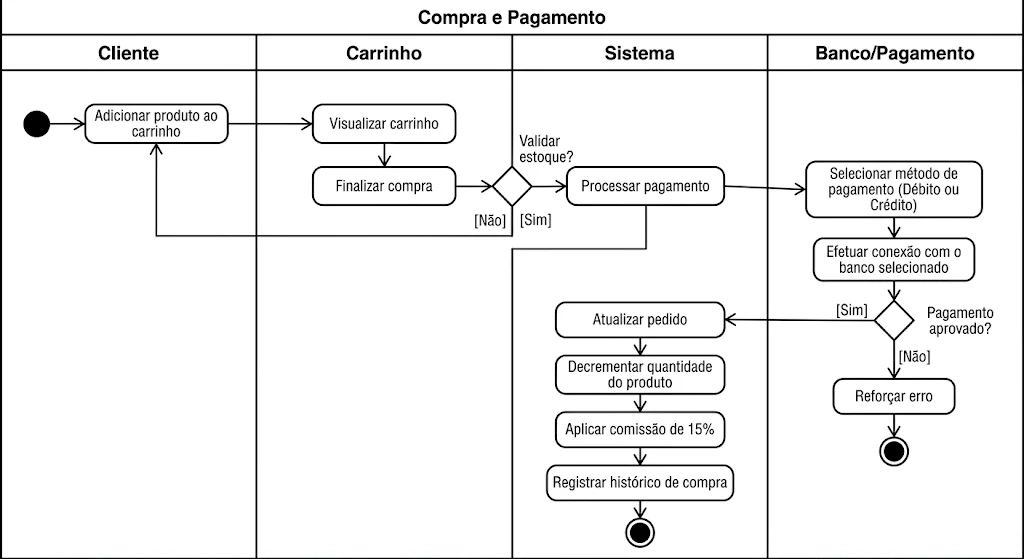 Compra e Pagamento
Cliente
Carrinho
Sistema
Banco/Pagamento
Adicionar produto ao
carrinho
Visualizar carrinho
Finalizar compra
Validar
estoque?
[Não]
[Sim]
Processar pagamento
Selecionar método de
pagamento (Débito ou
Crédito)
Efetuar conexão com o
banco selecionado
[Sim]
Pagamento
aprovado?
[Não]
Reforçar erro
Atualizar pedido
Decrementar quantidade
do produto
Aplicar comissão de 15%
Registrar histórico de compra